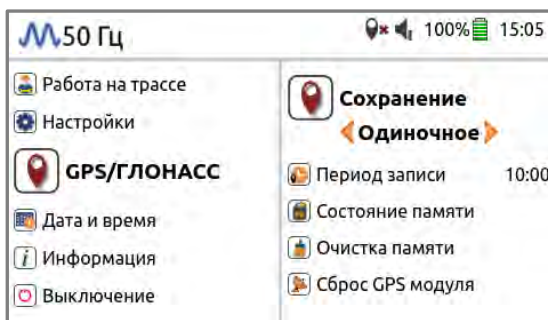 50 Гц 100% 15:05
Работа на трассе
Настройки
GPS/ГЛОНАСС
Дата и время
Информация
Выключение
Сохранение
Одиночное
Период записи 10:00
Состояние памяти
Очистка памяти
Сброс GPS модуля